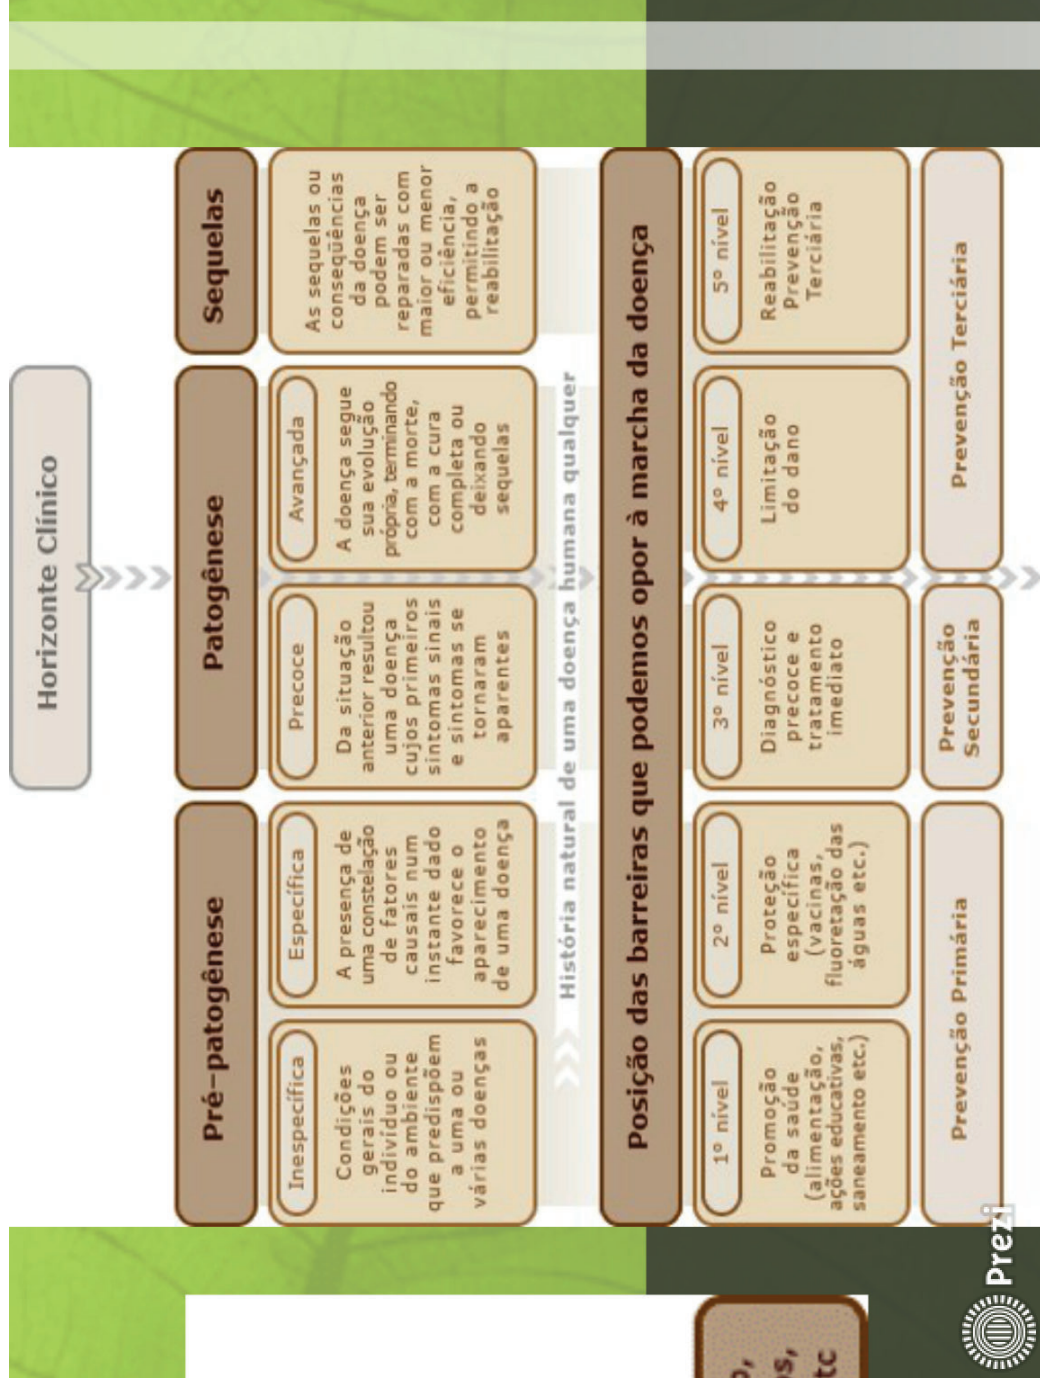 Horizonte Clínico
Pré-patogênese
Patogênese
Sequelas
Inespecífica
Condições
gerais do
indivíduo ou
do ambiente
que predispõem
a uma ou
várias doenças
Específica
A presença de
uma constelação
de fatores
causais num
instante dado
favorece o
aparecimento
de uma doença
Precoce
Da situação
anterior resultou
uma doença
cujos primeiros
sintomas sinais
e sintomas se
tornaram
aparentes
Avançada
A doença segue
sua evolução
própria, terminando
com a morte,
com a cura
completa ou
deixando
sequelas
As sequelas ou
conseqüências
da doença
podem ser
reparadas com
maior ou menor
eficiência,
permitindo a
reabilitação
História natural de uma doença humana qualquer
Posição das barreiras que podemos opor à marcha da doença
1º nível
Promoção
da saúde
(alimentação,
ações educativas,
saneamento etc.)
2º nível
Proteção
específica
(vacinas,
fluoretação das
águas etc.)
3º nível
Diagnóstico
precoce e
tratamento
imediato
4º nível
Limitação
do dano
5º nível
Reabilitação
Prevenção
Terciária
Prevenção Primária
Prevenção
Secundária
Prevenção Terciária
Prezi